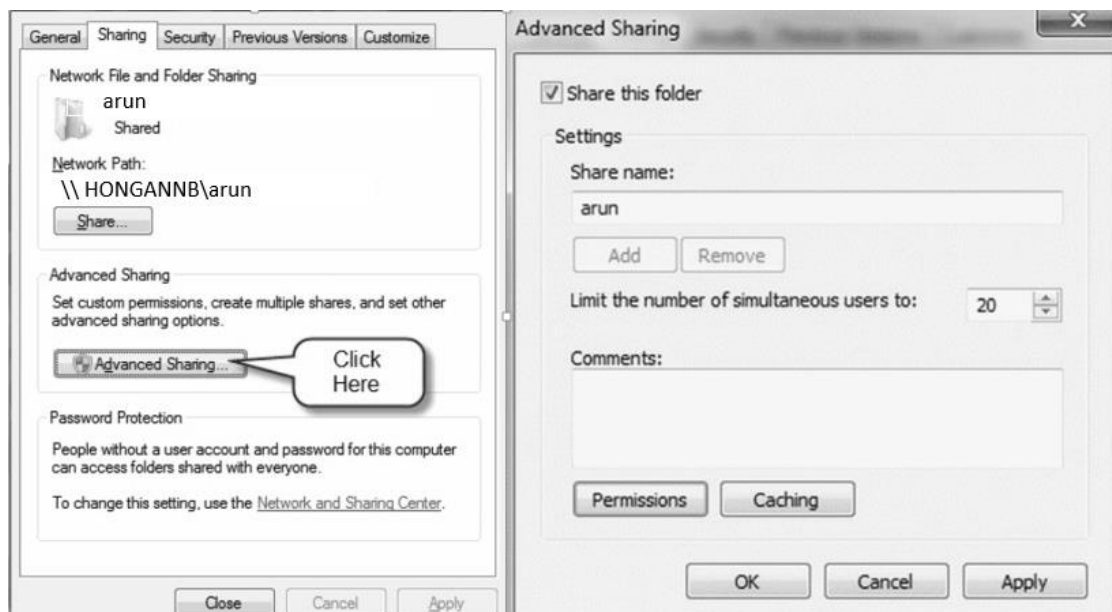 General Sharing Security Previous Versions Customize
Network File and Folder Sharing
arun
Shared
Network Path:
\\ HONGANNB\arun
Share...
Advanced Sharing
Set custom permissions, create multiple shares, and set other
advanced sharing options.
Advanced Sharing...
Click
Here
Password Protection
People without a user account and password for this computer
can access folders shared with everyone.
To change this setting, use the Network and Sharing Center.
Close Cancel Apply
Advanced Sharing
X
Share this folder
Settings
Share name:
arun
Add Remove
Limit the number of simultaneous users to: 20
Comments:
Permissions Caching
OK Cancel Apply